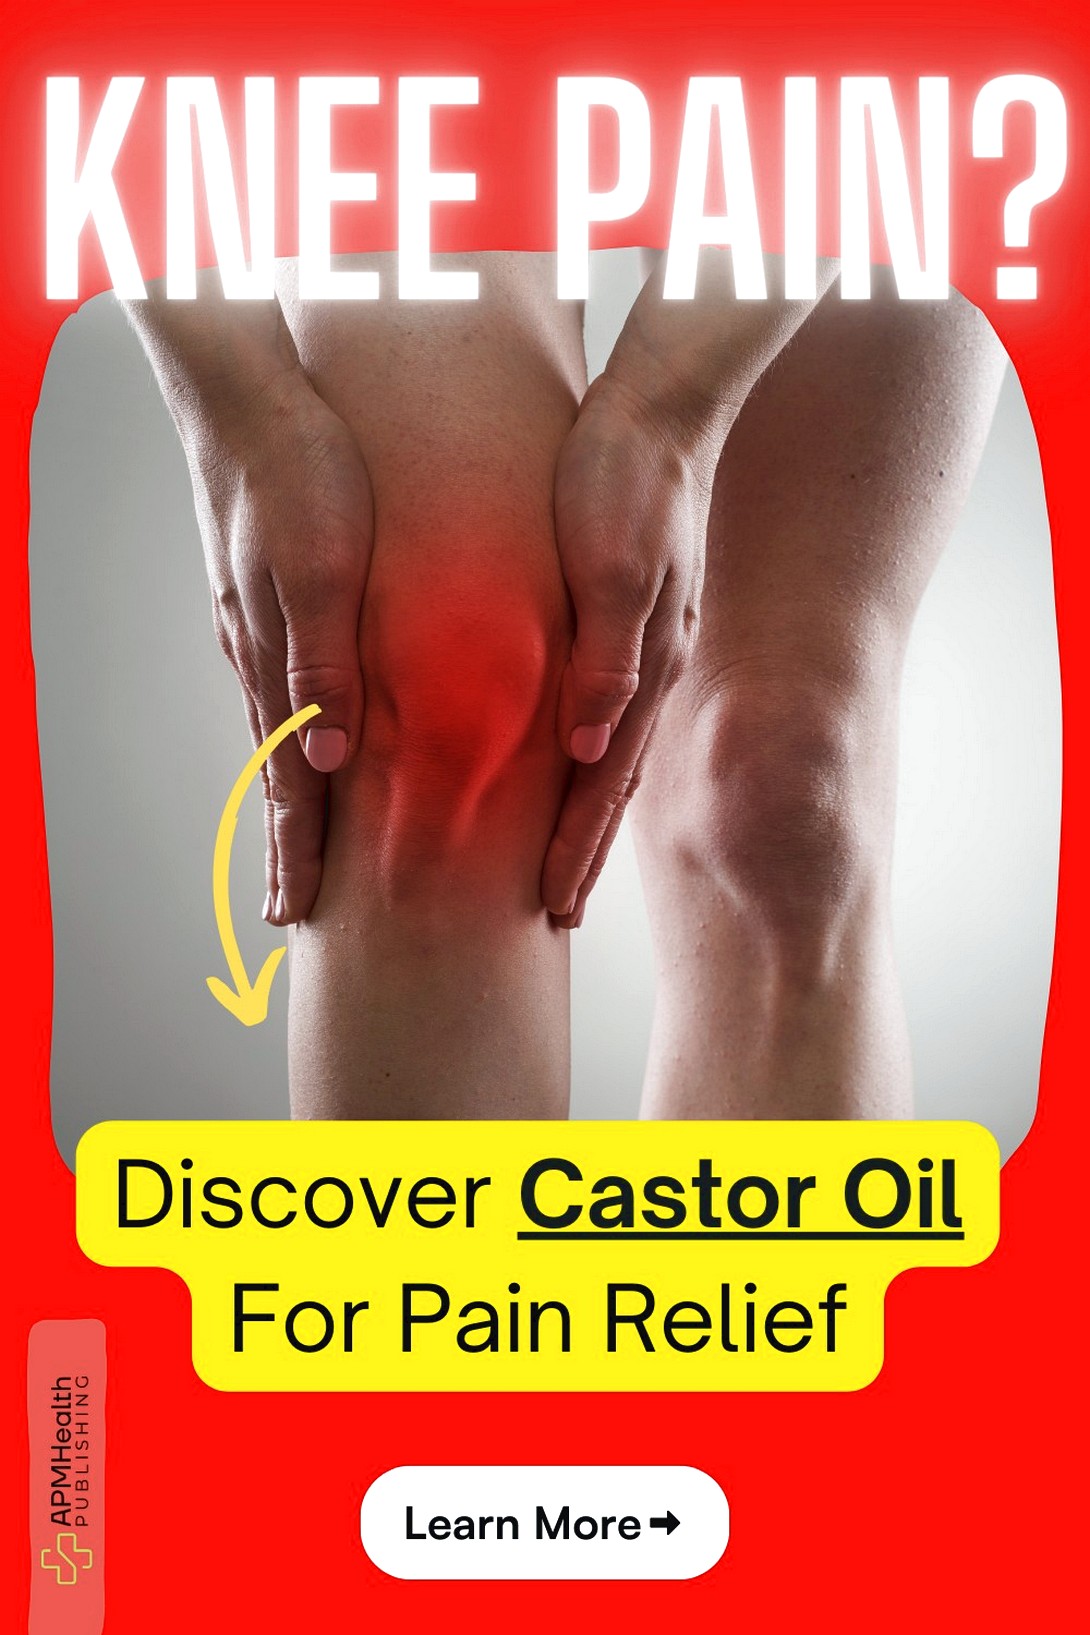 KNEE PAIN?
Discover Castor Oil
For Pain Relief
APMHealth
PUBLISHING
Learn More